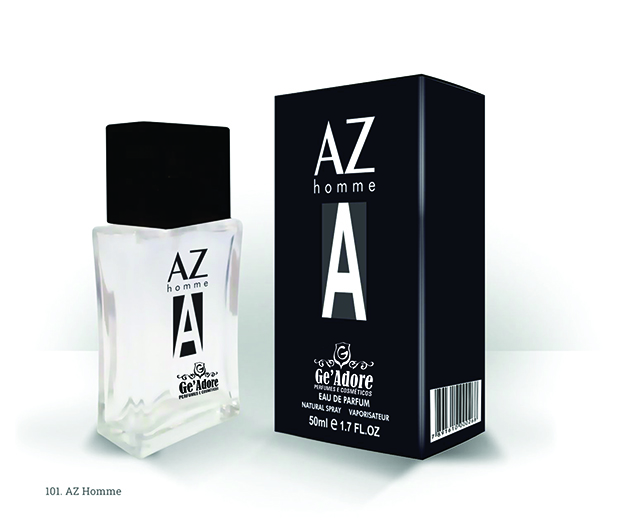 AZ
homme
A
Ge'Adore
PERFUMES E COSMÉTICOS
AZ
homme
A
G
Ge'Adore
PERFUMES E COSMÉTICOS
EAU DE PARFUM
NATURAL SPRAY VAPORISATEUR
50ml e 1.7 FL.OZ
101. AZ Homme